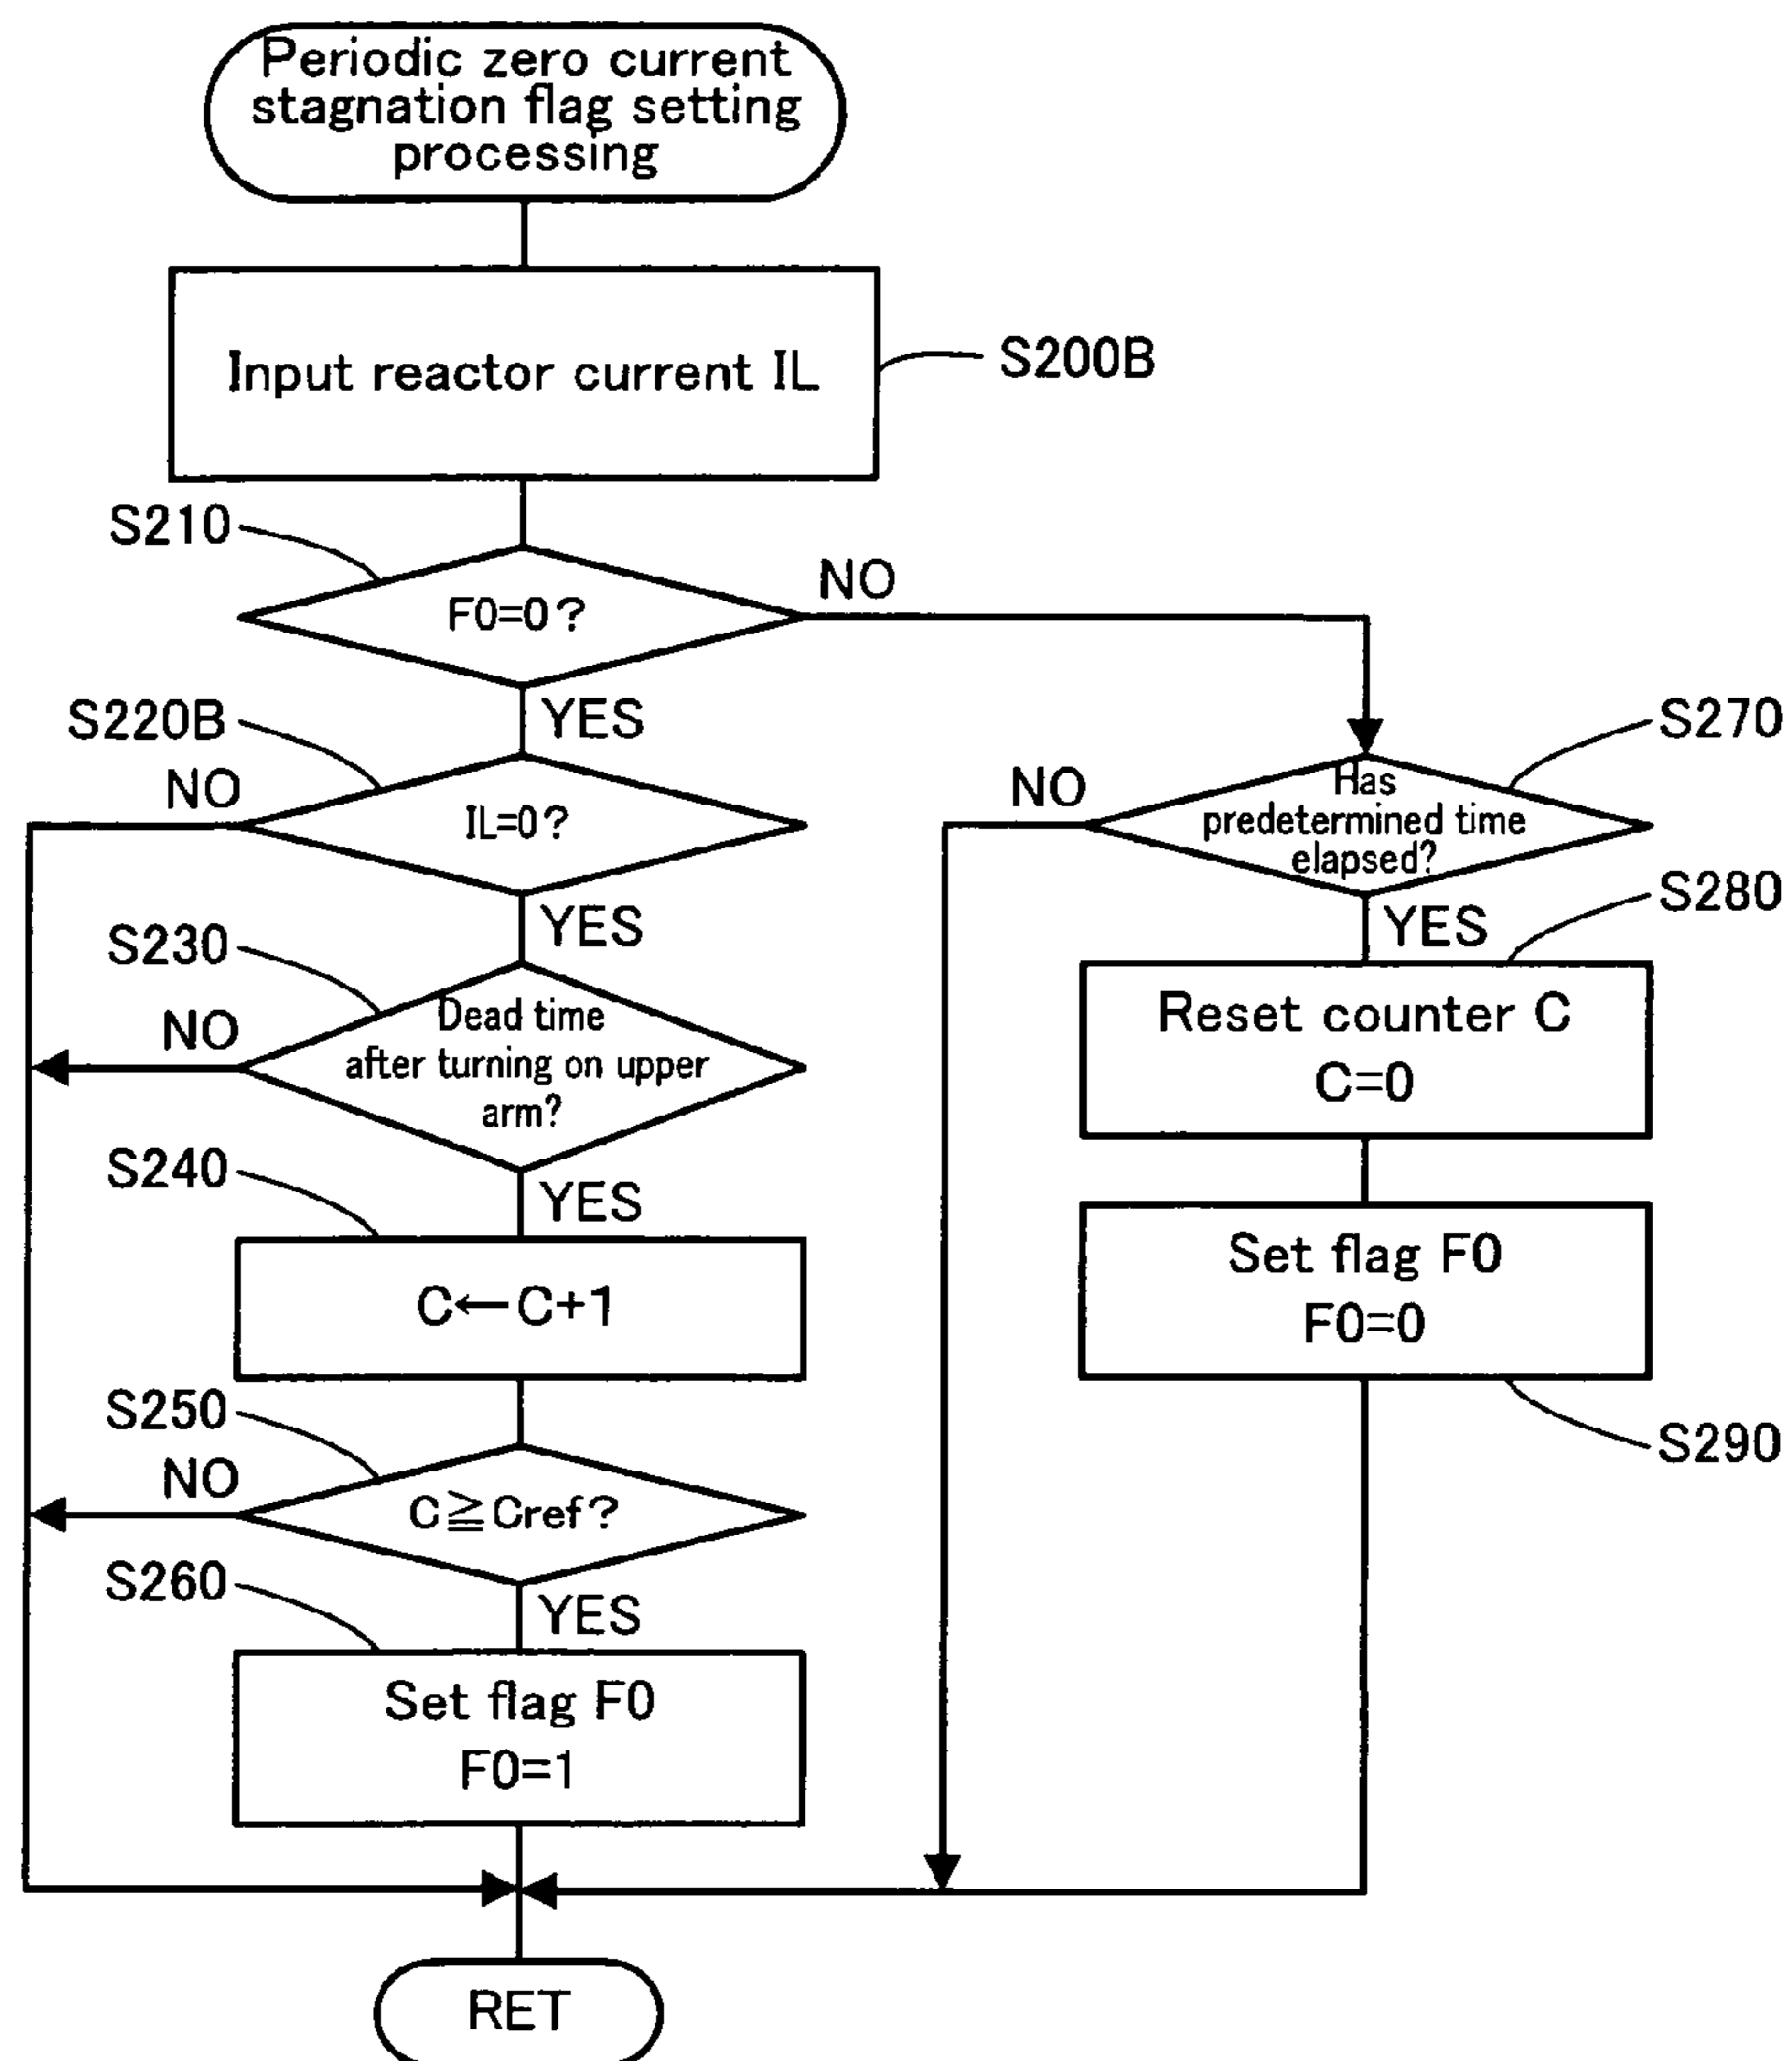 Periodic zero current
stagnation flag setting
processing
Input reactor current IL
S200B
S210
F0=0?
NO
YES
S220B
NO
IL=0?
YES
S230
NO
Dead time
after turning on upper
arm?
YES
S240
C←C+1
S250
NO
C≧Cref?
YES
S260
Set flag F0
F0=1
S270
NO
Has
predetermined time
elapsed?
YES
S280
Reset counter C
C=0
Set flag F0
F0=0
S290
RET